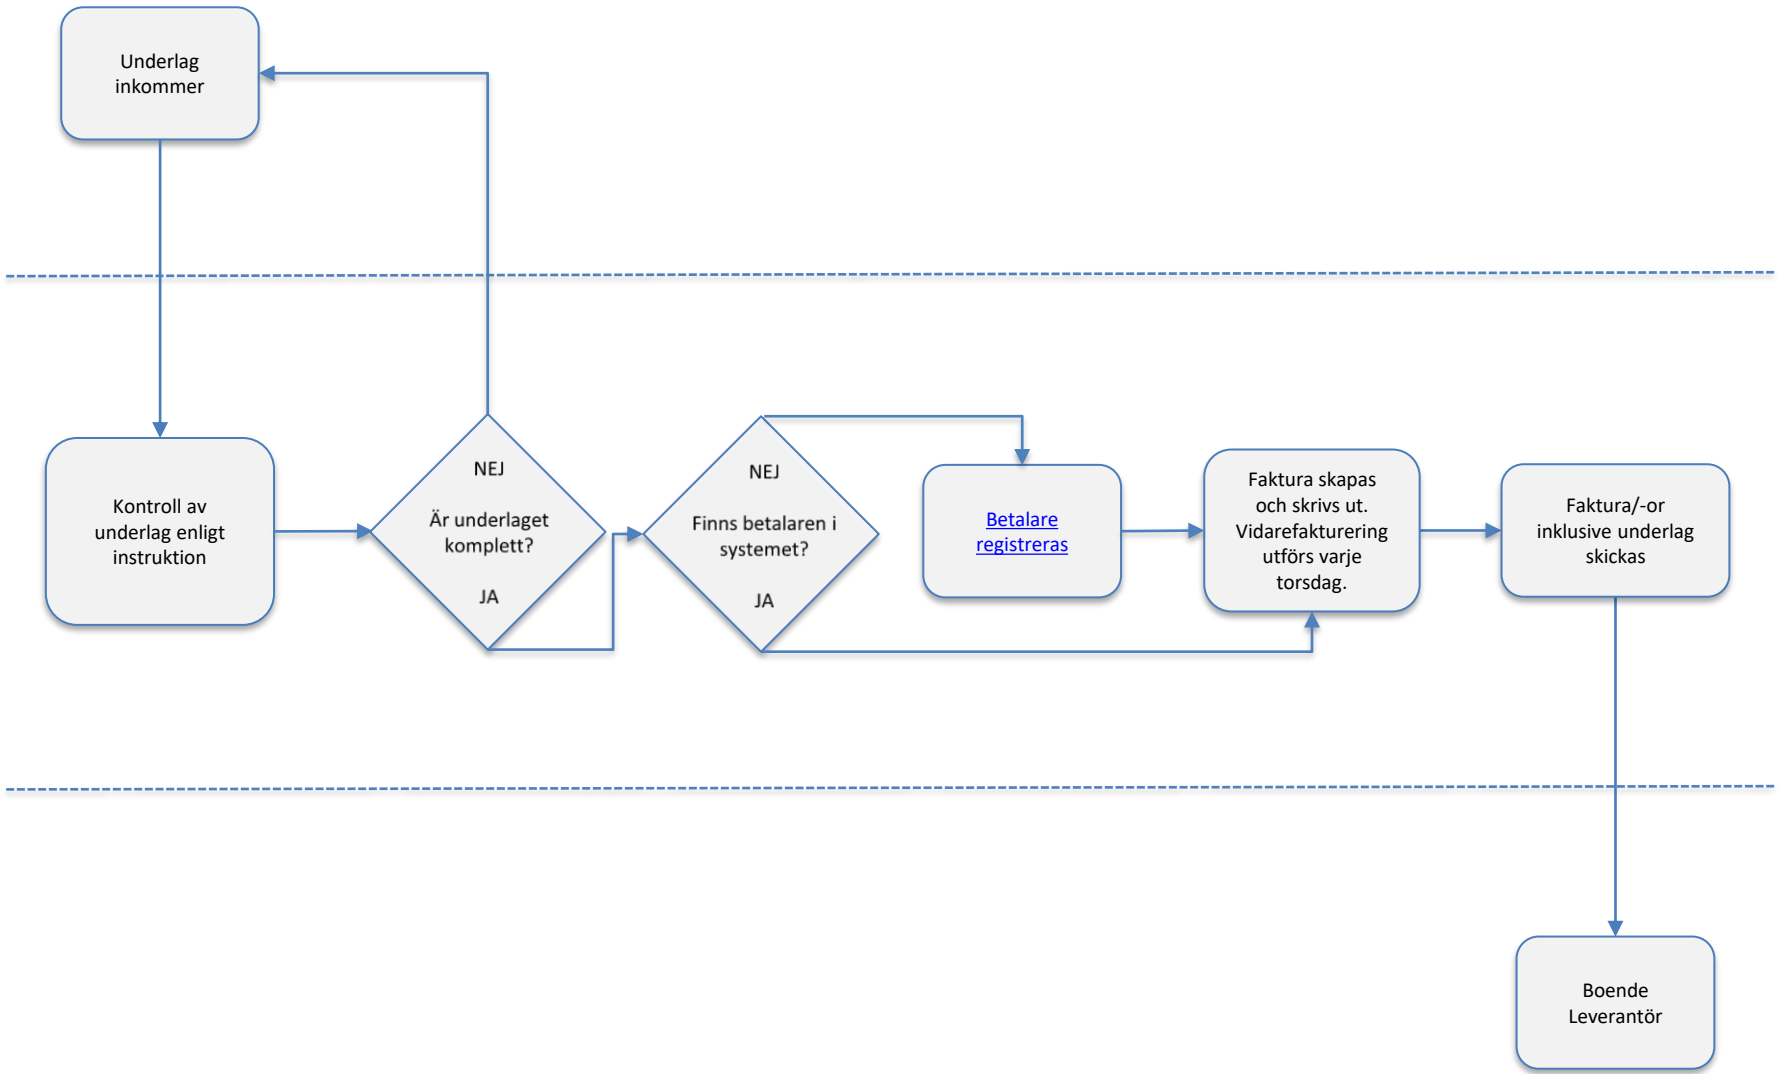 Underlag
inkommer
Kontroll av
underlag enligt
instruktion
NEJ
Är underlaget
komplett?
JA
NEJ
Finns betalaren i
systemet?
JA
Betalare
registreras
Faktura skapas
och skrivs ut.
Vidarefakturering
utförs varje
torsdag.
Faktura/-or
inklusive underlag
skickas
Boende
Leverantör